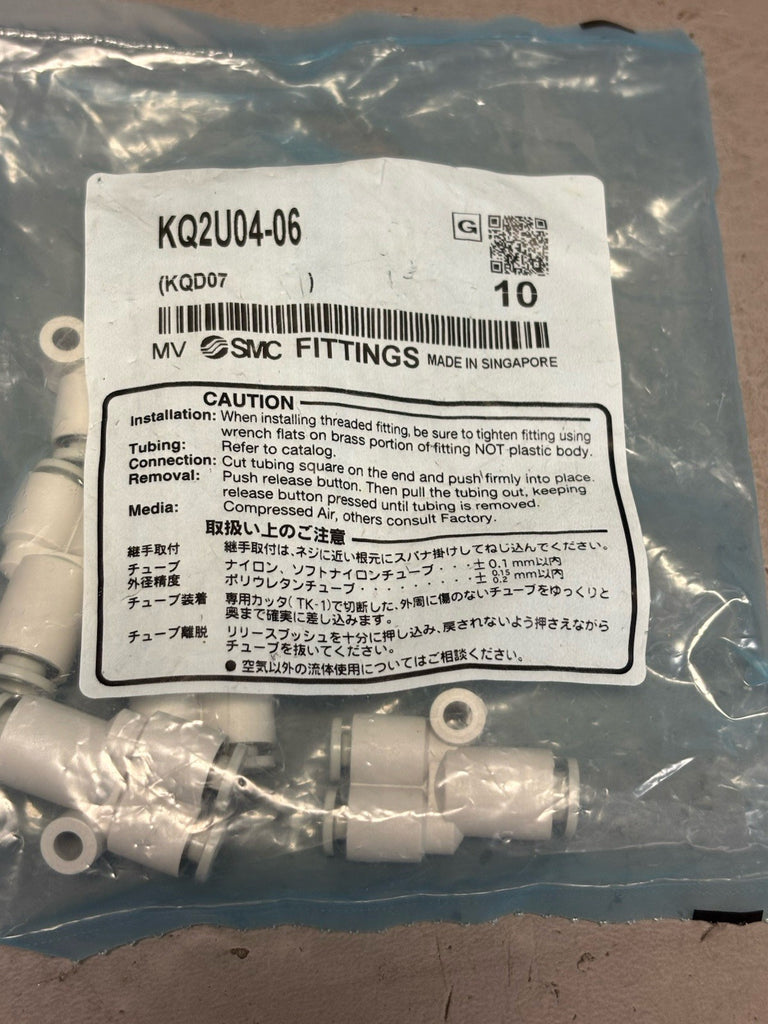 KQ2U04-06
G
(KQD07 )
10
MV SMC FITTINGS MADE IN SINGAPORE
CAUTION
Installation: When installing threaded fitting, be sure to tighten fitting using
wrench flats on brass portion of fitting NOT plastic body.
Tubing: Refer to catalog.
Connection: Cut tubing square on the end and push firmly into place.
Removal: Push release button. Then pull the tubing out, keeping
release button pressed until tubing is removed.
Media: Compressed Air, others consult Factory.
取扱い上のご注意
継手取付 継手取付は、ネジに近い根元にスパナ掛けしてねじ込んでください。
チューブ ナイロン、ソフトナイロンチューブ・・・±0.1 mm以内
外径精度 ポリウレタンチューブ・・・・・・・・・± 0.15 0.2 mm以内
チューブ装着 専用カッタ(TK-1)で切断した、外周に傷のないチューブをゆっくりと
奥まで確実に差し込みます。
チューブ離脱 リリースブッシュを十分に押し込み、戻されないよう押さえながら
チューブを抜いてください。
● 空気以外の流体使用についてはご相談ください。